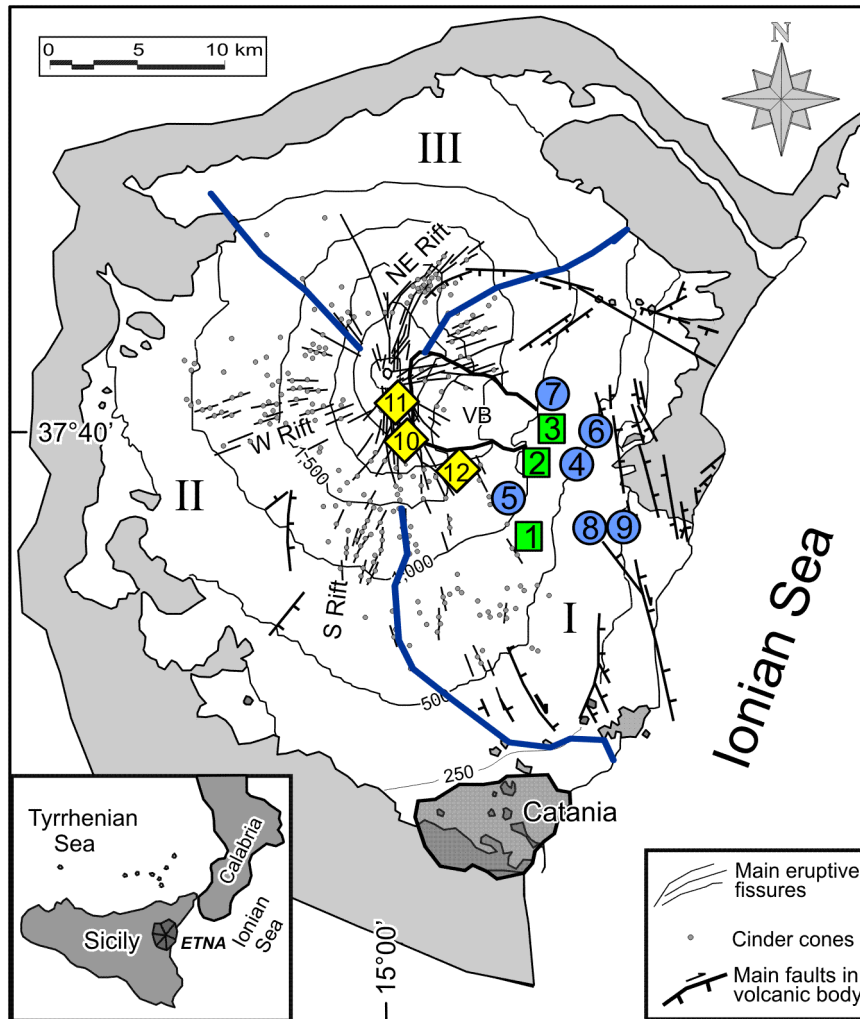 0 5 10 km
N
III
NE Rift
11
VB
7
3
6
37°40'
10
W Rift
12
2
4
1500
5
II
8
9
1
1,000
S Rift
I
Ionian Sea
500
250
Catania
Tyrrhenian
Sea
Calabria
Ionian
Sea
Sicily
ETNA
15°00'
Main eruptive
fissures
Cinder cones
Main faults in
volcanic body